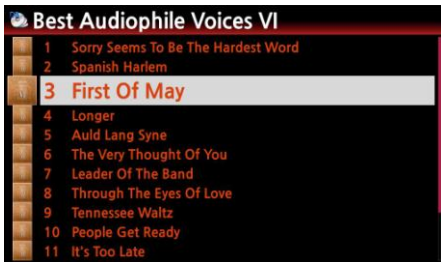 Best Audiophile Voices VI
1 Sorry Seems To Be The Hardest Word
2 Spanish Harlem
3 First Of May
4 Longer
5 Auld Lang Syne
6 The Very Thought Of You
7 Leader Of The Band
8 Through The Eyes Of Love
9 Tennessee Waltz
10 People Get Ready
11 It's Too Late